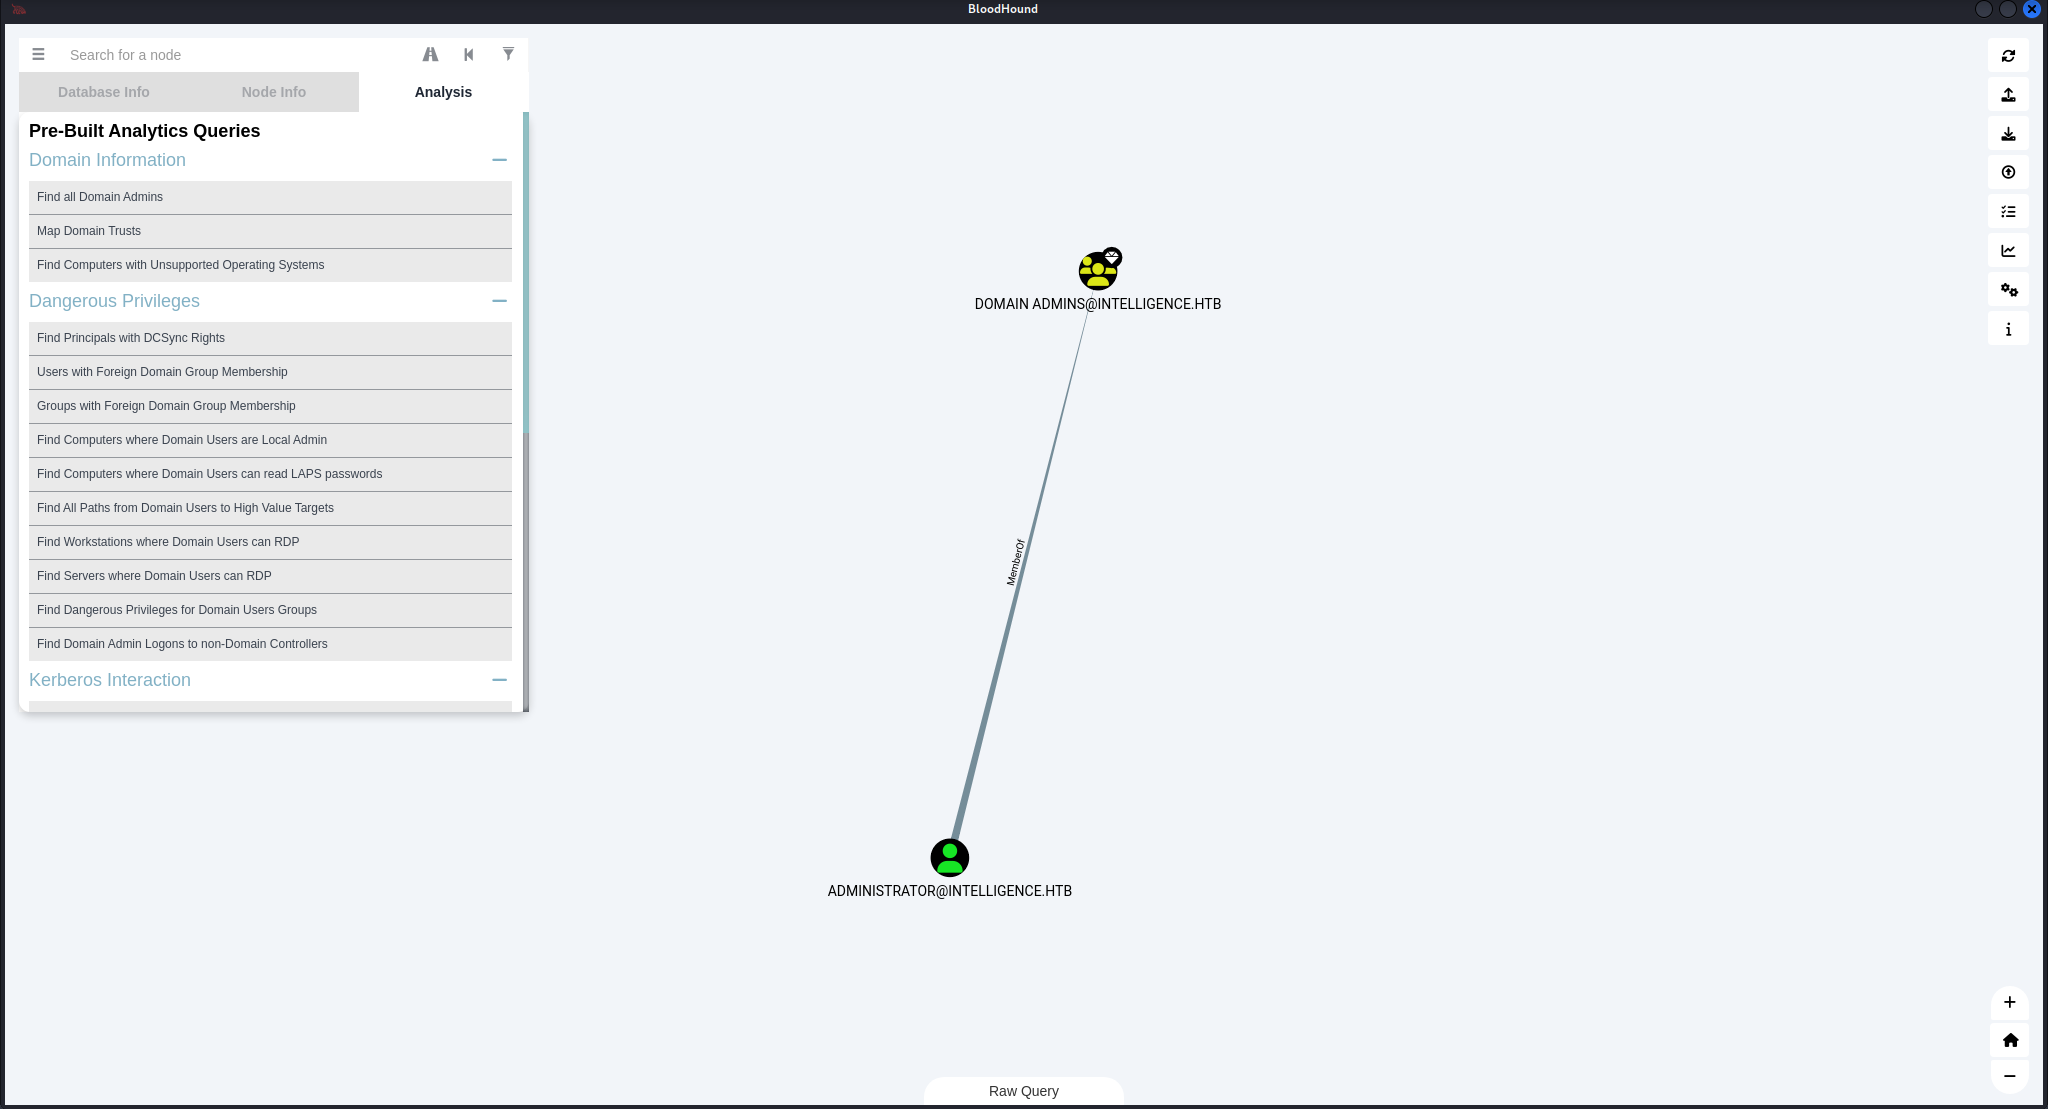 BloodHound
Search for a node
Database Info
Node Info
Analysis
Pre-Built Analytics Queries
Domain Information
Find all Domain Admins
Map Domain Trusts
Find Computers with Unsupported Operating Systems
Dangerous Privileges
Find Principals with DCSync Rights
Users with Foreign Domain Group Membership
Groups with Foreign Domain Group Membership
Find Computers where Domain Users are Local Admin
Find Computers where Domain Users can read LAPS passwords
Find All Paths from Domain Users to High Value Targets
Find Workstations where Domain Users can RDP
Find Servers where Domain Users can RDP
Find Dangerous Privileges for Domain Users Groups
Find Domain Admin Logons to non-Domain Controllers
Kerberos Interaction
DOMAIN ADMINS@INTELLIGENCE.HTB
MemberOf
ADMINISTRATOR@INTELLIGENCE.HTB
Raw Query